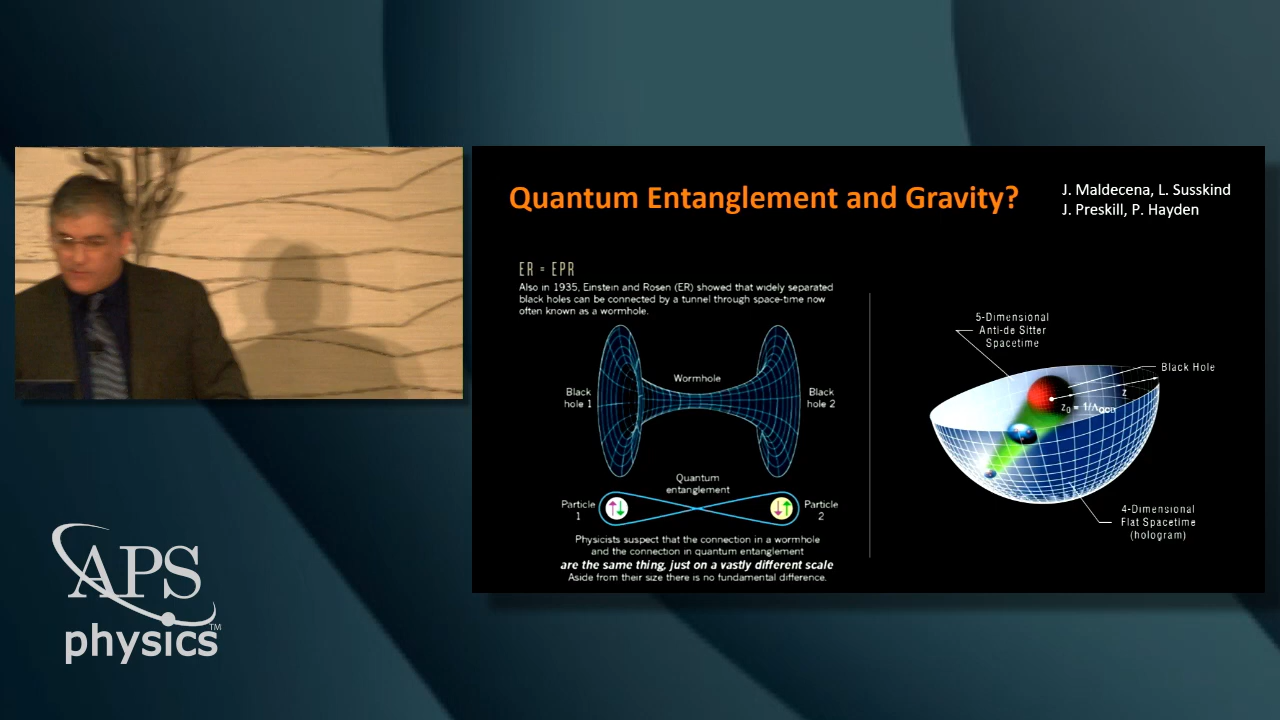 Quantum Entanglement and Gravity?
J. Maldecena, L. Susskind
J. Preskill, P. Hayden
ER = EPR
Also in 1935, Einstein and Rosen (ER) showed that widely separated
black holes can be connected by a tunnel through space-time now
often known as a wormhole.
Wormhole
Black
hole 1
Black
hole 2
Quantum
entanglement
Particle
1
Particle
2
Physicists suspect that the connection in a wormhole
and the connection in quantum entanglement
are the same thing, just on a vastly different scale
Aside from their size there is no fundamental difference.
5-Dimensional
Anti-de Sitter
Spacetime
Black Hole
z
z₀ = 1/Λ_QCD
4-Dimensional
Flat Spacetime
(hologram)
APS
physics™